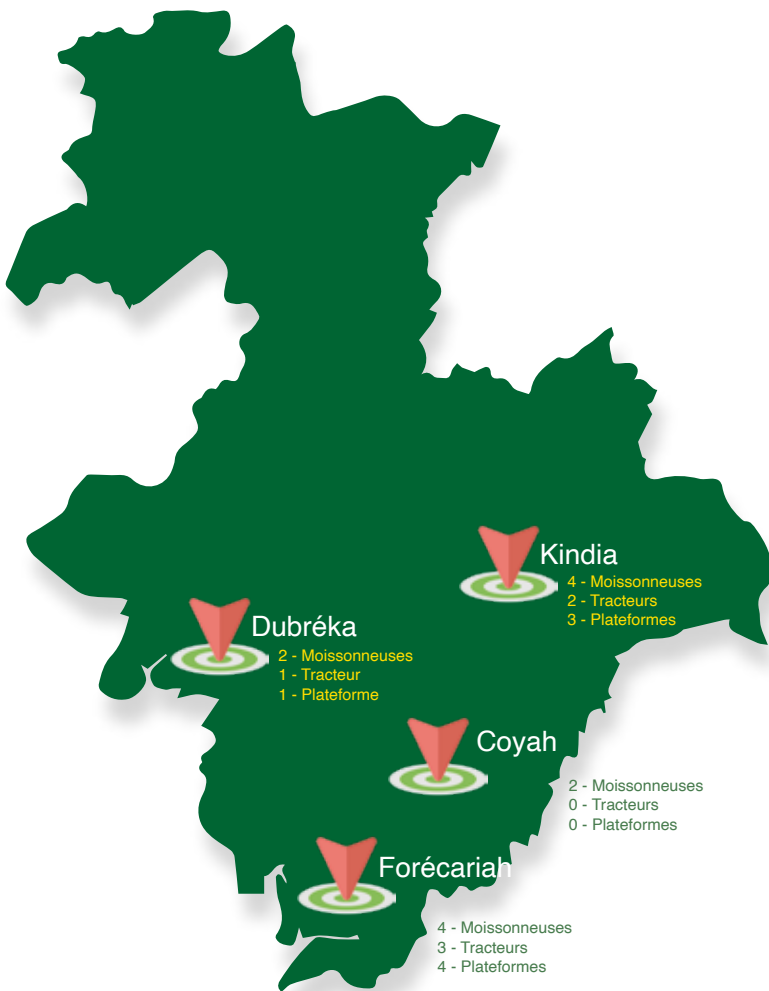 Kindia
4 - Moissonneuses
2 - Tracteurs
3 - Plateformes
Dubréka
2 - Moissonneuses
1 - Tracteur
1 - Plateforme
Coyah
2 - Moissonneuses
0 - Tracteurs
0 - Plateformes
Forécariah
4 - Moissonneuses
3 - Tracteurs
4 - Plateformes